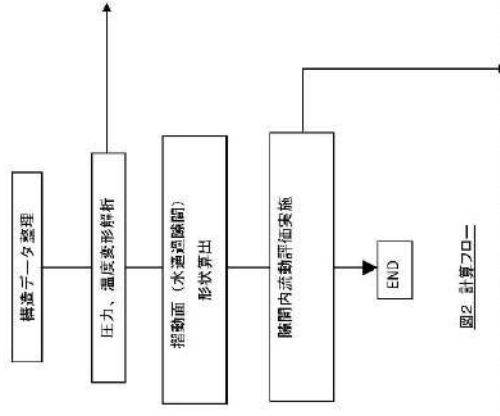 構造データ整理
圧力、温度変形解析
摺動面（水通過隙間）
形状算出
隙間内流動評価実施
END
図2 計算フロー